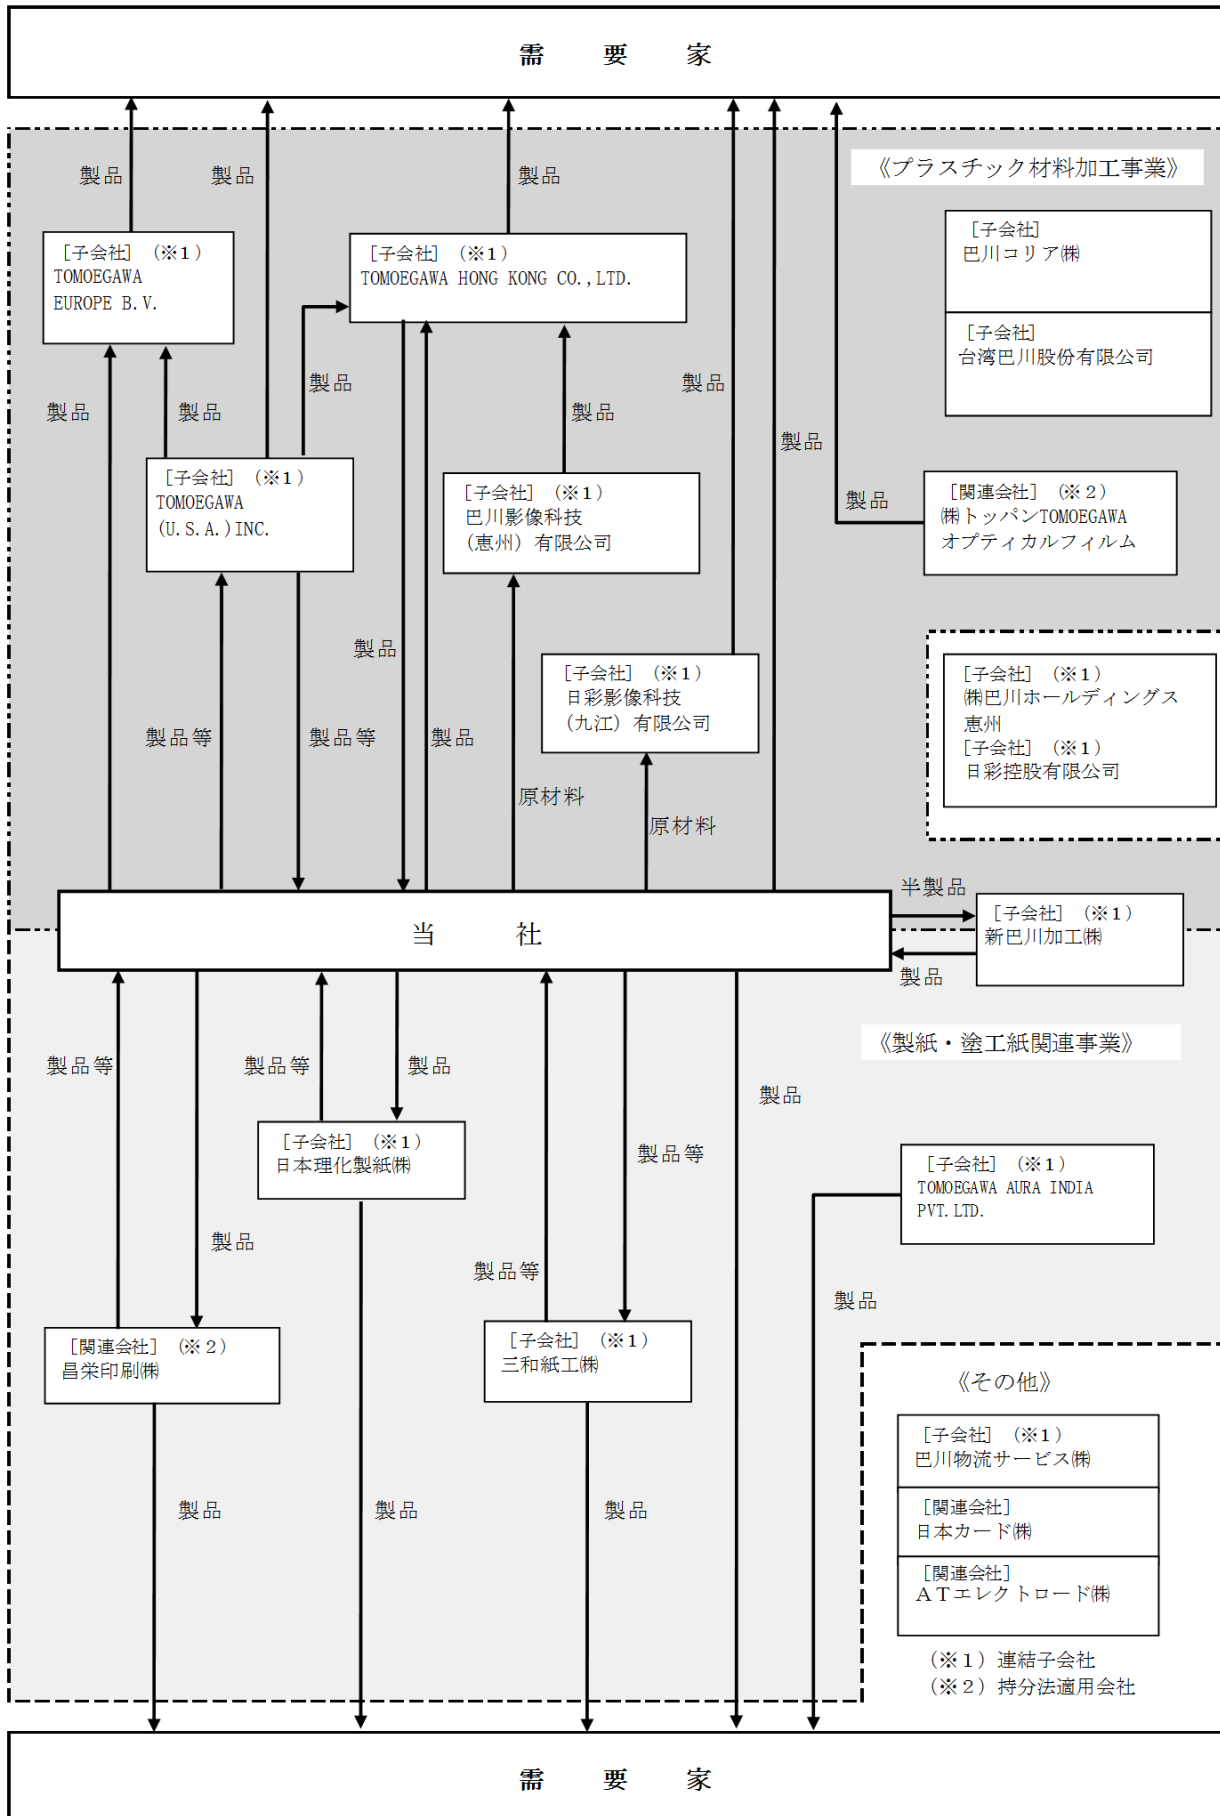 需 要 家
《プラスチック材料加工事業》
製品
製品
製品
[子会社] (※1)
TOMOEGAWA
EUROPE B.V.
[子会社] (※1)
TOMOEGAWA HONG KONG CO.,LTD.
[子会社]
巴川コリア㈱
[子会社]
台湾巴川股份有限公司
製品
製品
製品
製品
製品
製品
[子会社] (※1)
TOMOEGAWA
(U.S.A.)INC.
[子会社] (※1)
巴川影像科技
(恵州) 有限公司
製品
[関連会社] (※2)
㈱トッパンTOMOEGAWA
オプティカルフィルム
製品
[子会社] (※1)
日彩影像科技
(九江) 有限公司
[子会社] (※1)
㈱巴川ホールディングス
恵州
[子会社] (※1)
日彩控股有限公司
製品等
製品等
製品
原材料
原材料
当 社
半製品
製品
[子会社] (※1)
新巴川加工㈱
《製紙・塗工紙関連事業》
製品等
製品等
製品
製品
[子会社] (※1)
日本理化製紙㈱
製品等
[子会社] (※1)
TOMOEGAWA AURA INDIA
PVT.LTD.
製品
製品等
製品
[関連会社] (※2)
昌栄印刷㈱
[子会社] (※1)
三和紙工㈱
製品
製品
製品
《その他》
[子会社] (※1)
巴川物流サービス㈱
[関連会社]
日本カード㈱
[関連会社]
ATエレクトロード㈱
(※1) 連結子会社
(※2) 持分法適用会社
需 要 家